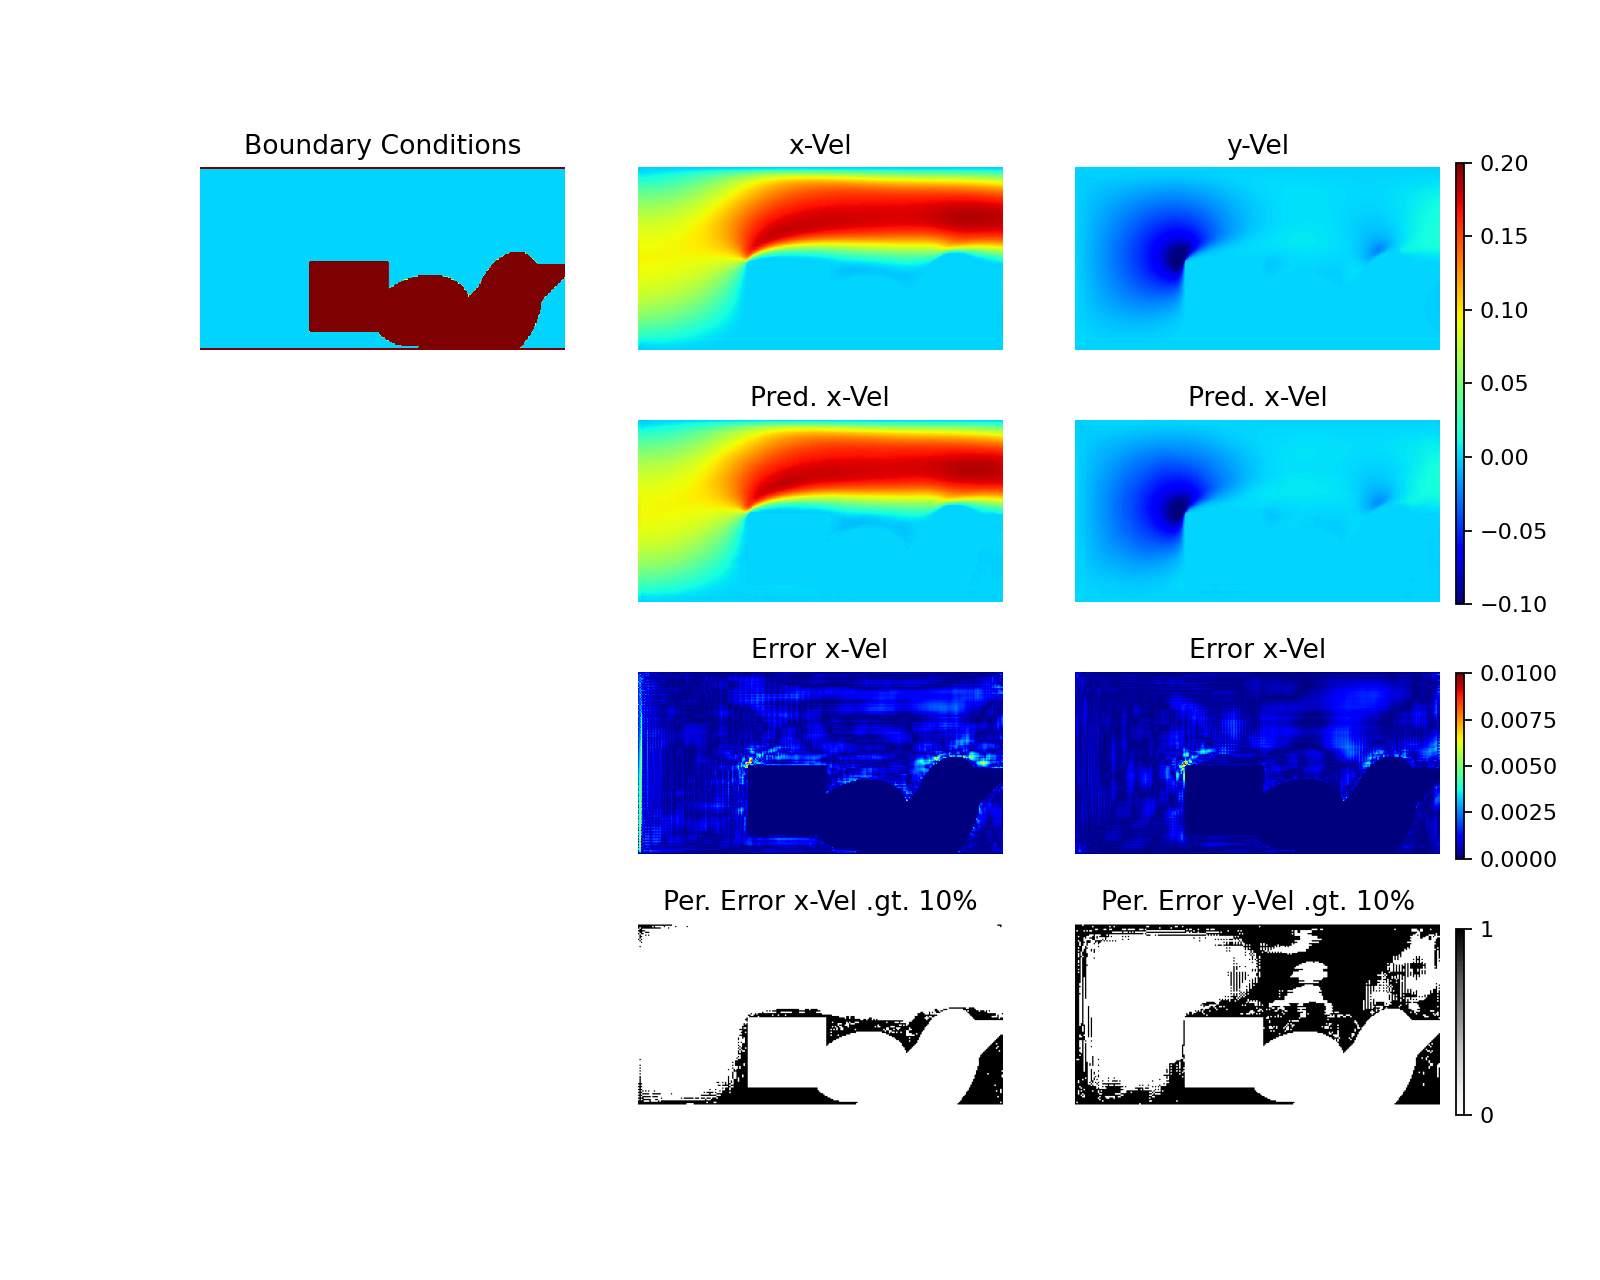 Boundary Conditions
x-Vel
y-Vel
0.20
0.15
0.10
0.05
0.00
−0.05
−0.10
Pred. x-Vel
Pred. x-Vel
Error x-Vel
Error x-Vel
0.0100
0.0075
0.0050
0.0025
0.0000
Per. Error x-Vel .gt. 10%
Per. Error y-Vel .gt. 10%
1
0